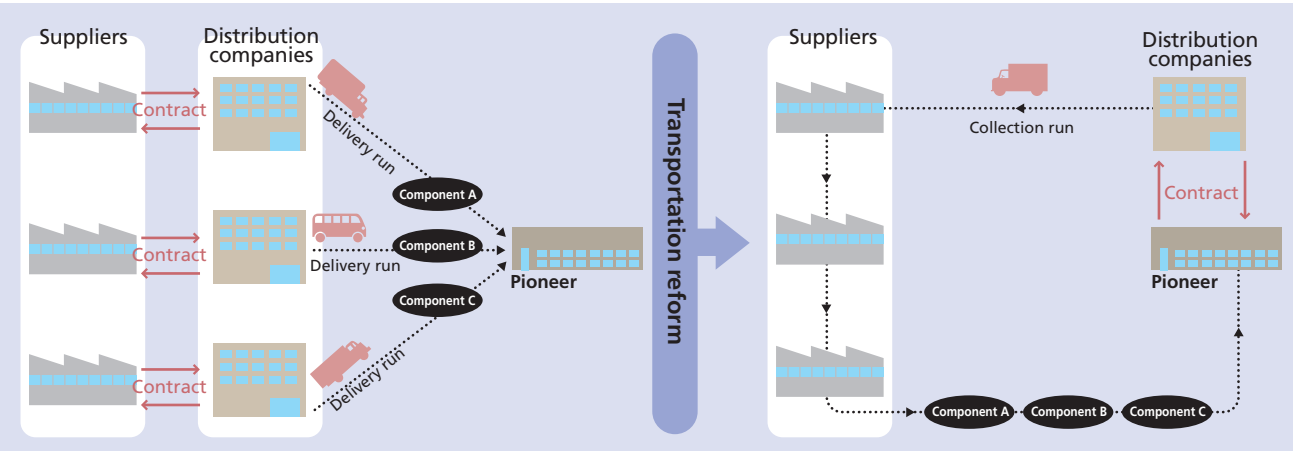 Suppliers
Distribution
companies
Contract
Contract
Contract
Delivery run
Delivery run
Delivery run
Component A
Component B
Component C
Pioneer
Transportation reform
Suppliers
Distribution
companies
Collection run
Contract
Pioneer
Component A
Component B
Component C